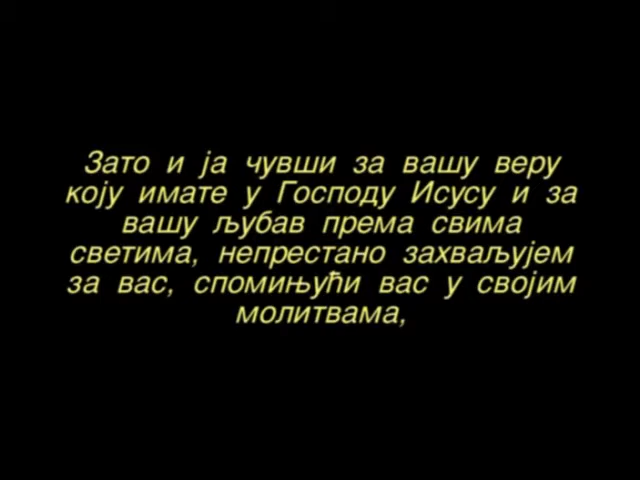 Зато и ја чувши за вашу веру
коју имате у Господу Исусу и за
вашу љубав према свима
светима, непрестано захваљујем
за вас, спомињући вас у својим
молитвама,